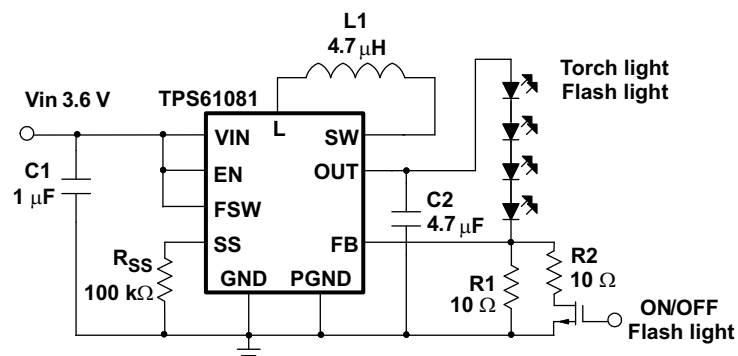 L1
4.7 μH
Torch light
Flash light
Vin 3.6 V
TPS61081
L
VIN
SW
EN
OUT
C1
1 μF
FSW
C2
4.7 μF
SS
FB
RSS
100 kΩ
GND
PGND
R1
10 Ω
R2
10 Ω
ON/OFF
Flash light